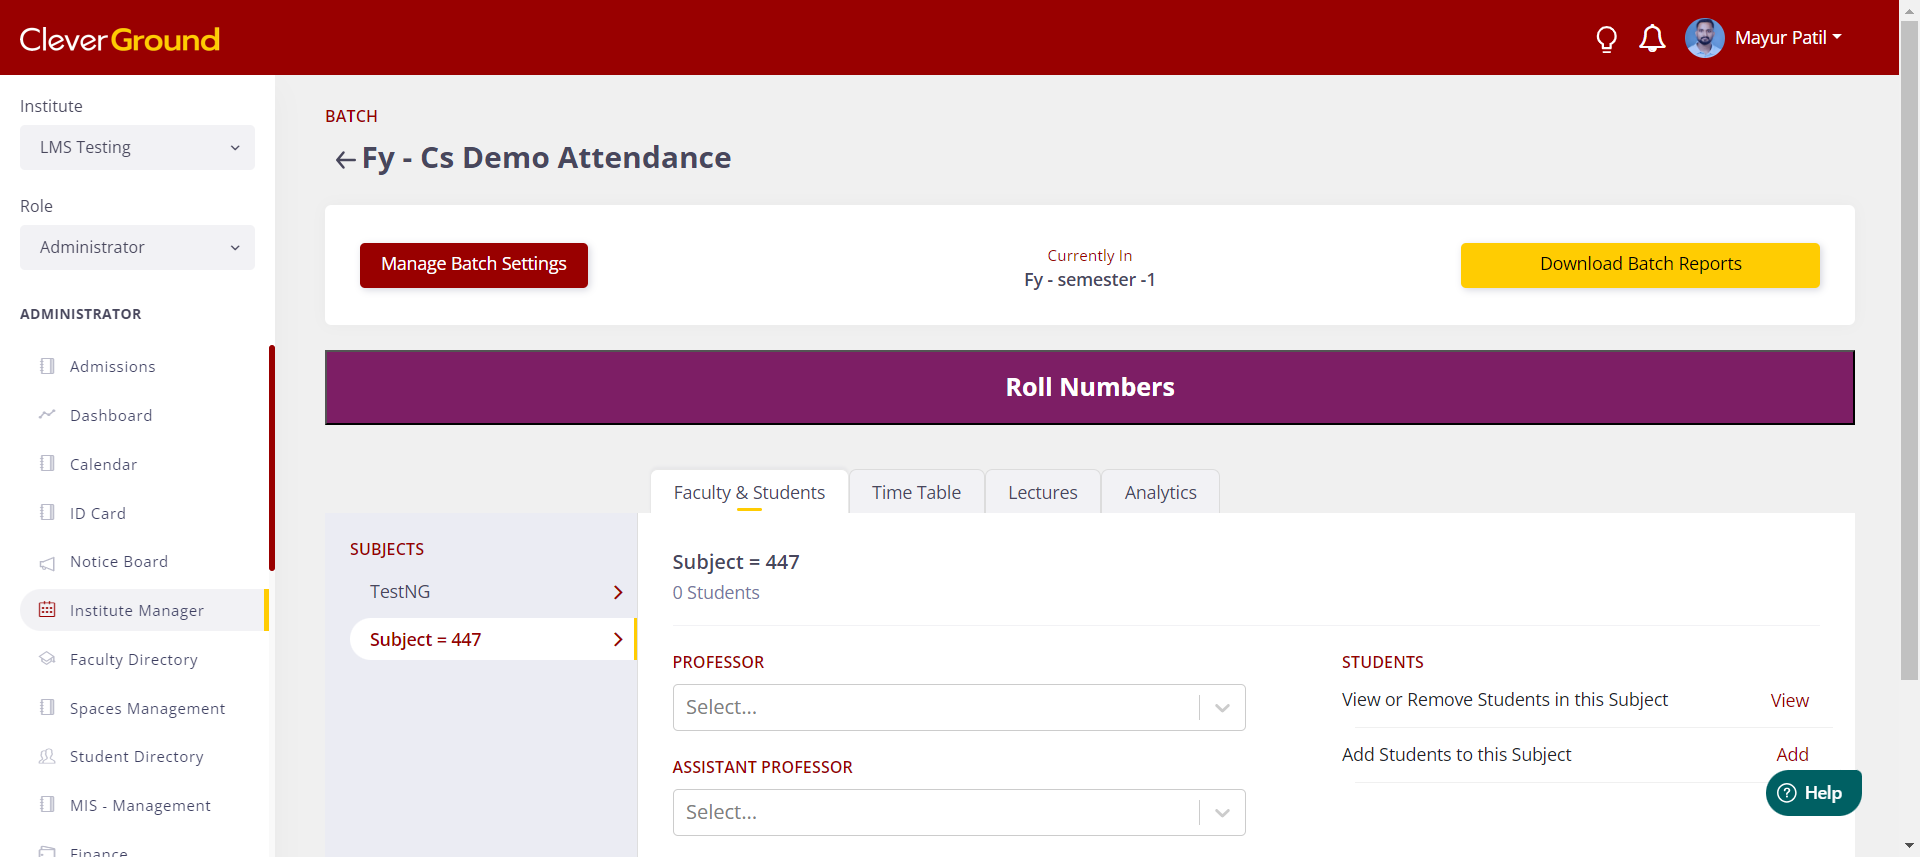 CleverGround
Mayur Patil
Institute
LMS Testing
Role
Administrator
ADMINISTRATOR
Admissions
Dashboard
Calendar
ID Card
Notice Board
Institute Manager
Faculty Directory
Spaces Management
Student Directory
MIS - Management
Finance
BATCH
Fy - Cs Demo Attendance
Manage Batch Settings
Currently In
Fy - semester -1
Download Batch Reports
Roll Numbers
Faculty & Students
Time Table
Lectures
Analytics
SUBJECTS
TestNG
Subject = 447
Subject = 447
0 Students
PROFESSOR
Select...
ASSISTANT PROFESSOR
Select...
STUDENTS
View or Remove Students in this Subject
View
Add Students to this Subject
Add
Help